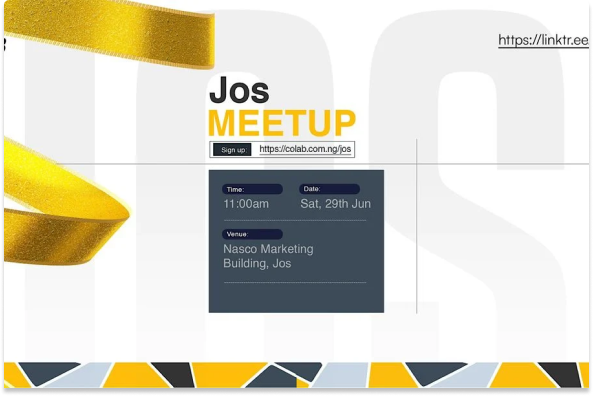 https://linktr.ee
Jos
MEETUP
Sign up: https://colab.com.ng/jos
Time: Date:
11:00am Sat, 29th Jun
Venue:
Nasco Marketing
Building, Jos
JOS